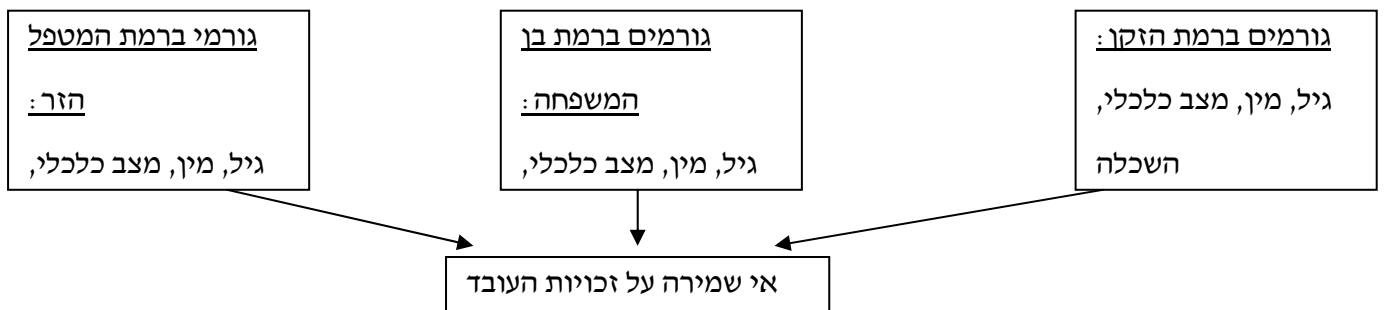 גורמים ברמת הזקן:
גיל, מין, מצב כלכלי,
השכלה
גורמים ברמת בן
המשפחה:
גיל, מין, מצב כלכלי,
גורמי ברמת המטפל
הזר:
גיל, מין, מצב כלכלי,
אי שמירה על זכויות העובד